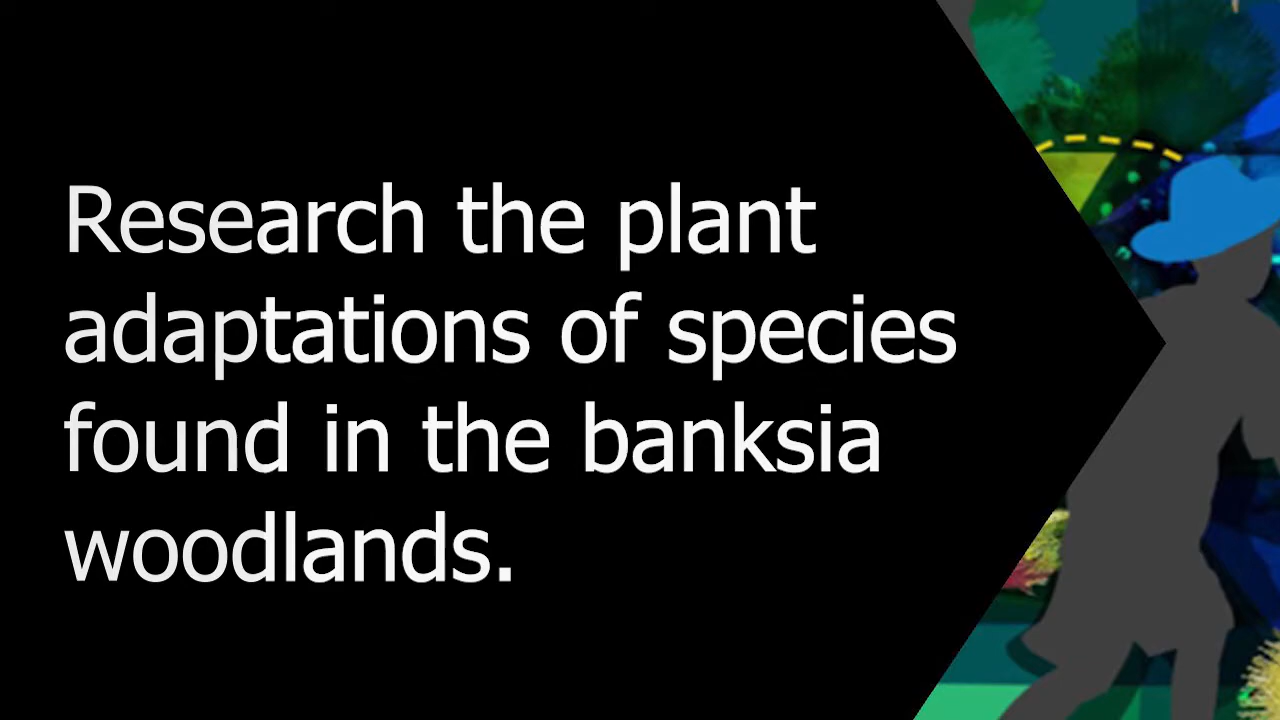 Research the plant
adaptations of species
found in the banksia
woodlands.